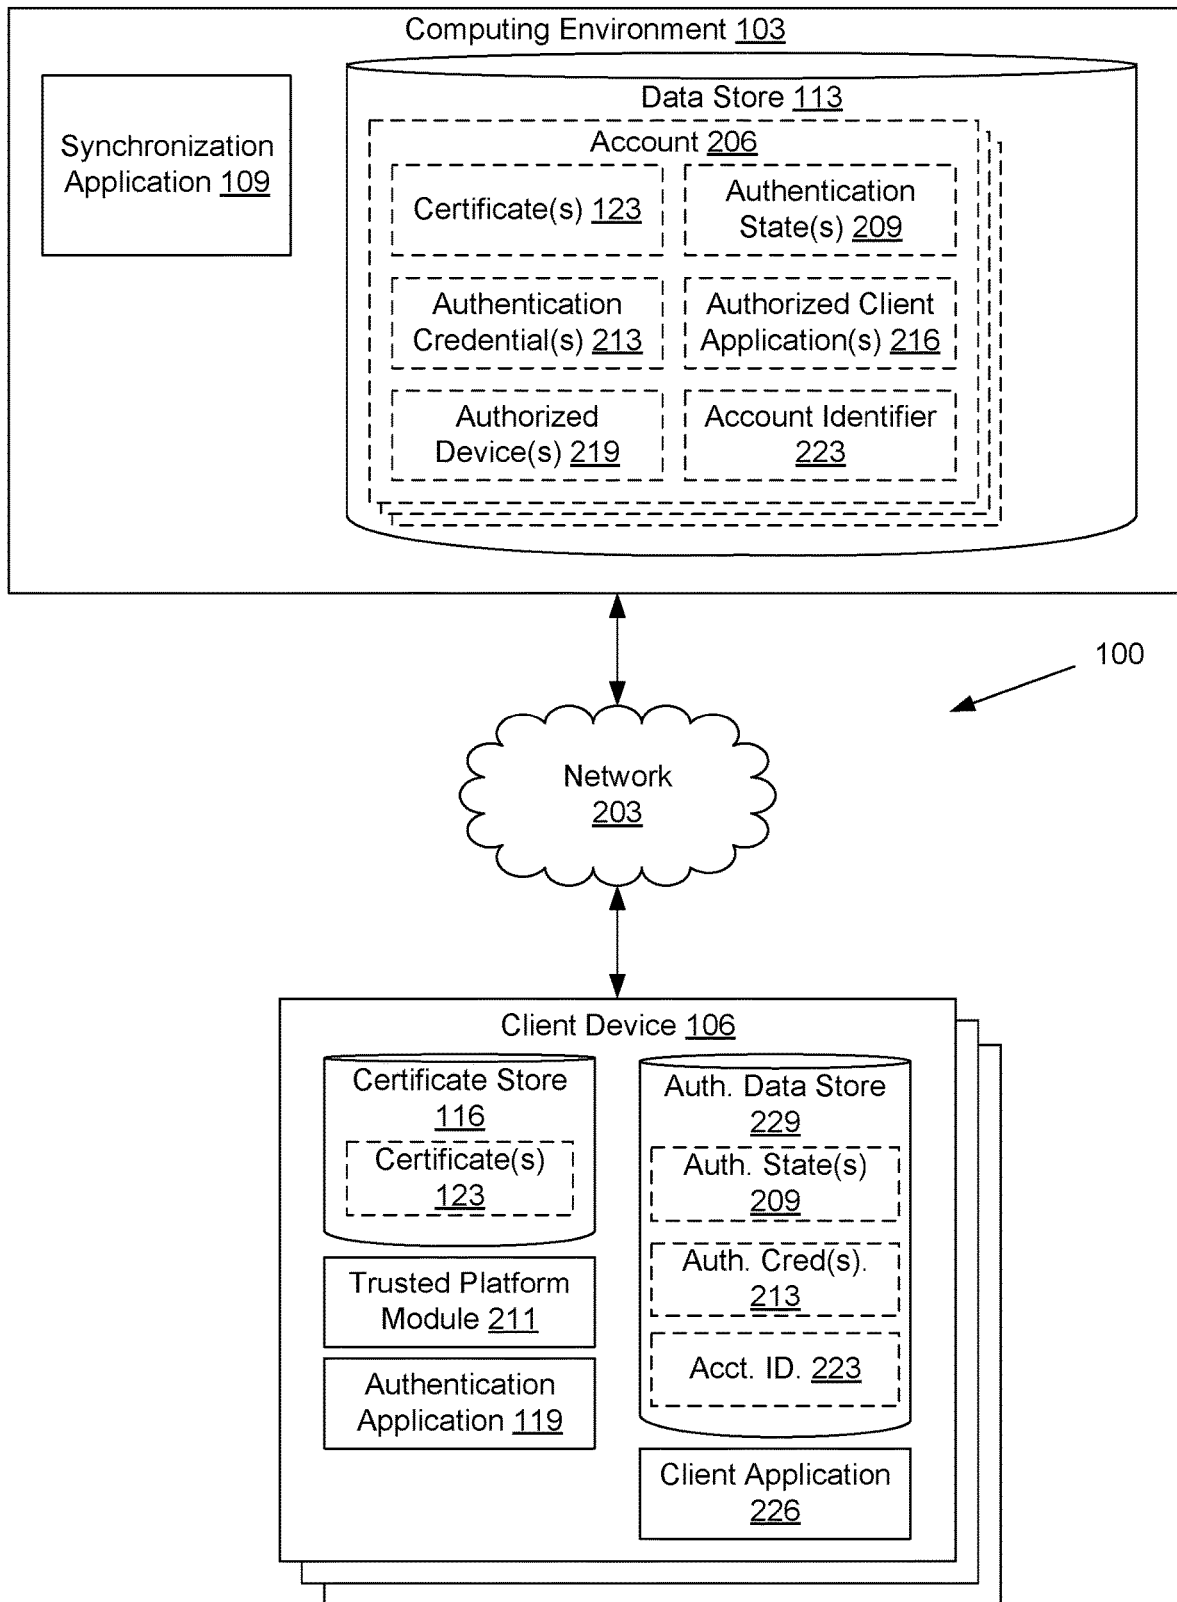 Computing Environment 103
Synchronization
Application 109
Data Store 113
Account 206
Certificate(s) 123
Authentication
State(s) 209
Authentication
Credential(s) 213
Authorized Client
Application(s) 216
Authorized
Device(s) 219
Account Identifier
223
100
Network
203
Client Device 106
Certificate Store
116
Certificate(s)
123
Trusted Platform
Module 211
Authentication
Application 119
Auth. Data Store
229
Auth. State(s)
209
Auth. Cred(s).
213
Acct. ID. 223
Client Application
226